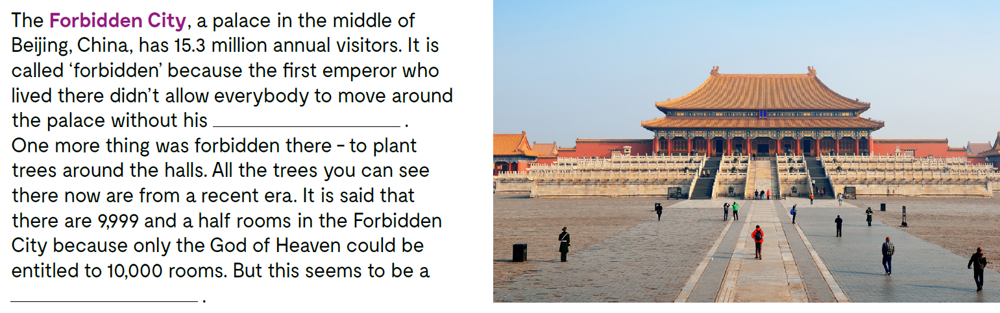 The Forbidden City, a palace in the middle of
Beijing, China, has 15.3 million annual visitors. It is
called ‘forbidden’ because the first emperor who
lived there didn’t allow everybody to move around
the palace without his ____________________ .
One more thing was forbidden there – to plant
trees around the halls. All the trees you can see
there now are from a recent era. It is said that
there are 9,999 and a half rooms in the Forbidden
City because only the God of Heaven could be
entitled to 10,000 rooms. But this seems to be a
____________________ .